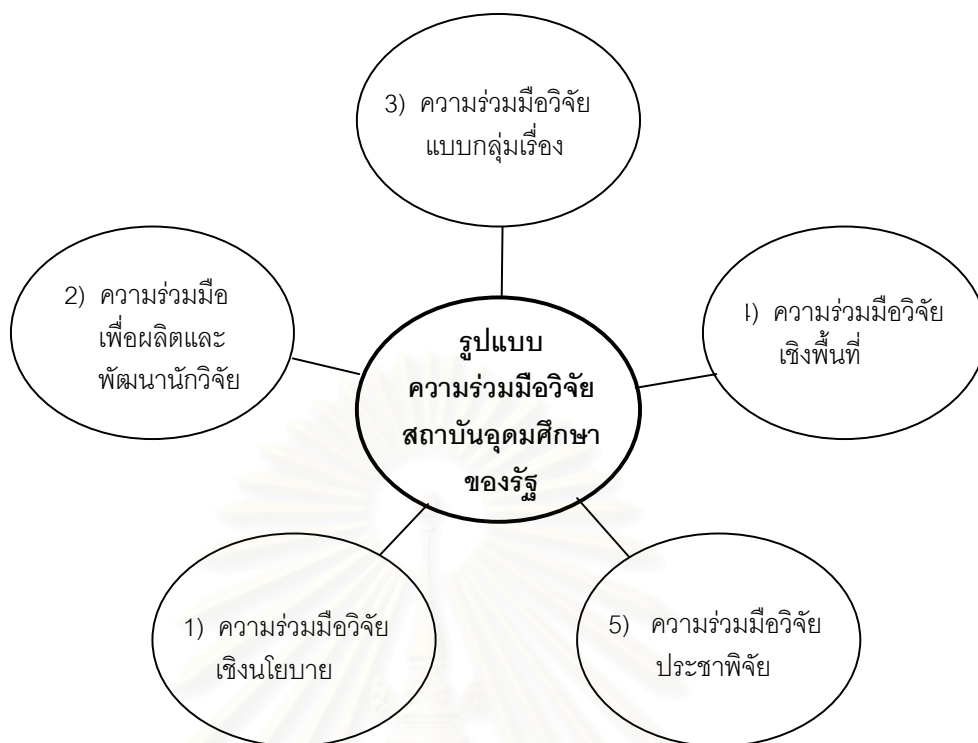 3) ความร่วมมือวิจัย
แบบกลุ่มเรื่อง
2) ความร่วมมือ
เพื่อผลิตและ
พัฒนานักวิจัย
4) ความร่วมมือวิจัย
เชิงพื้นที่
รูปแบบ
ความร่วมมือวิจัย
สถาบันอุดมศึกษา
ของรัฐ
1) ความร่วมมือวิจัย
เชิงนโยบาย
5) ความร่วมมือวิจัย
ประชาพิจัย